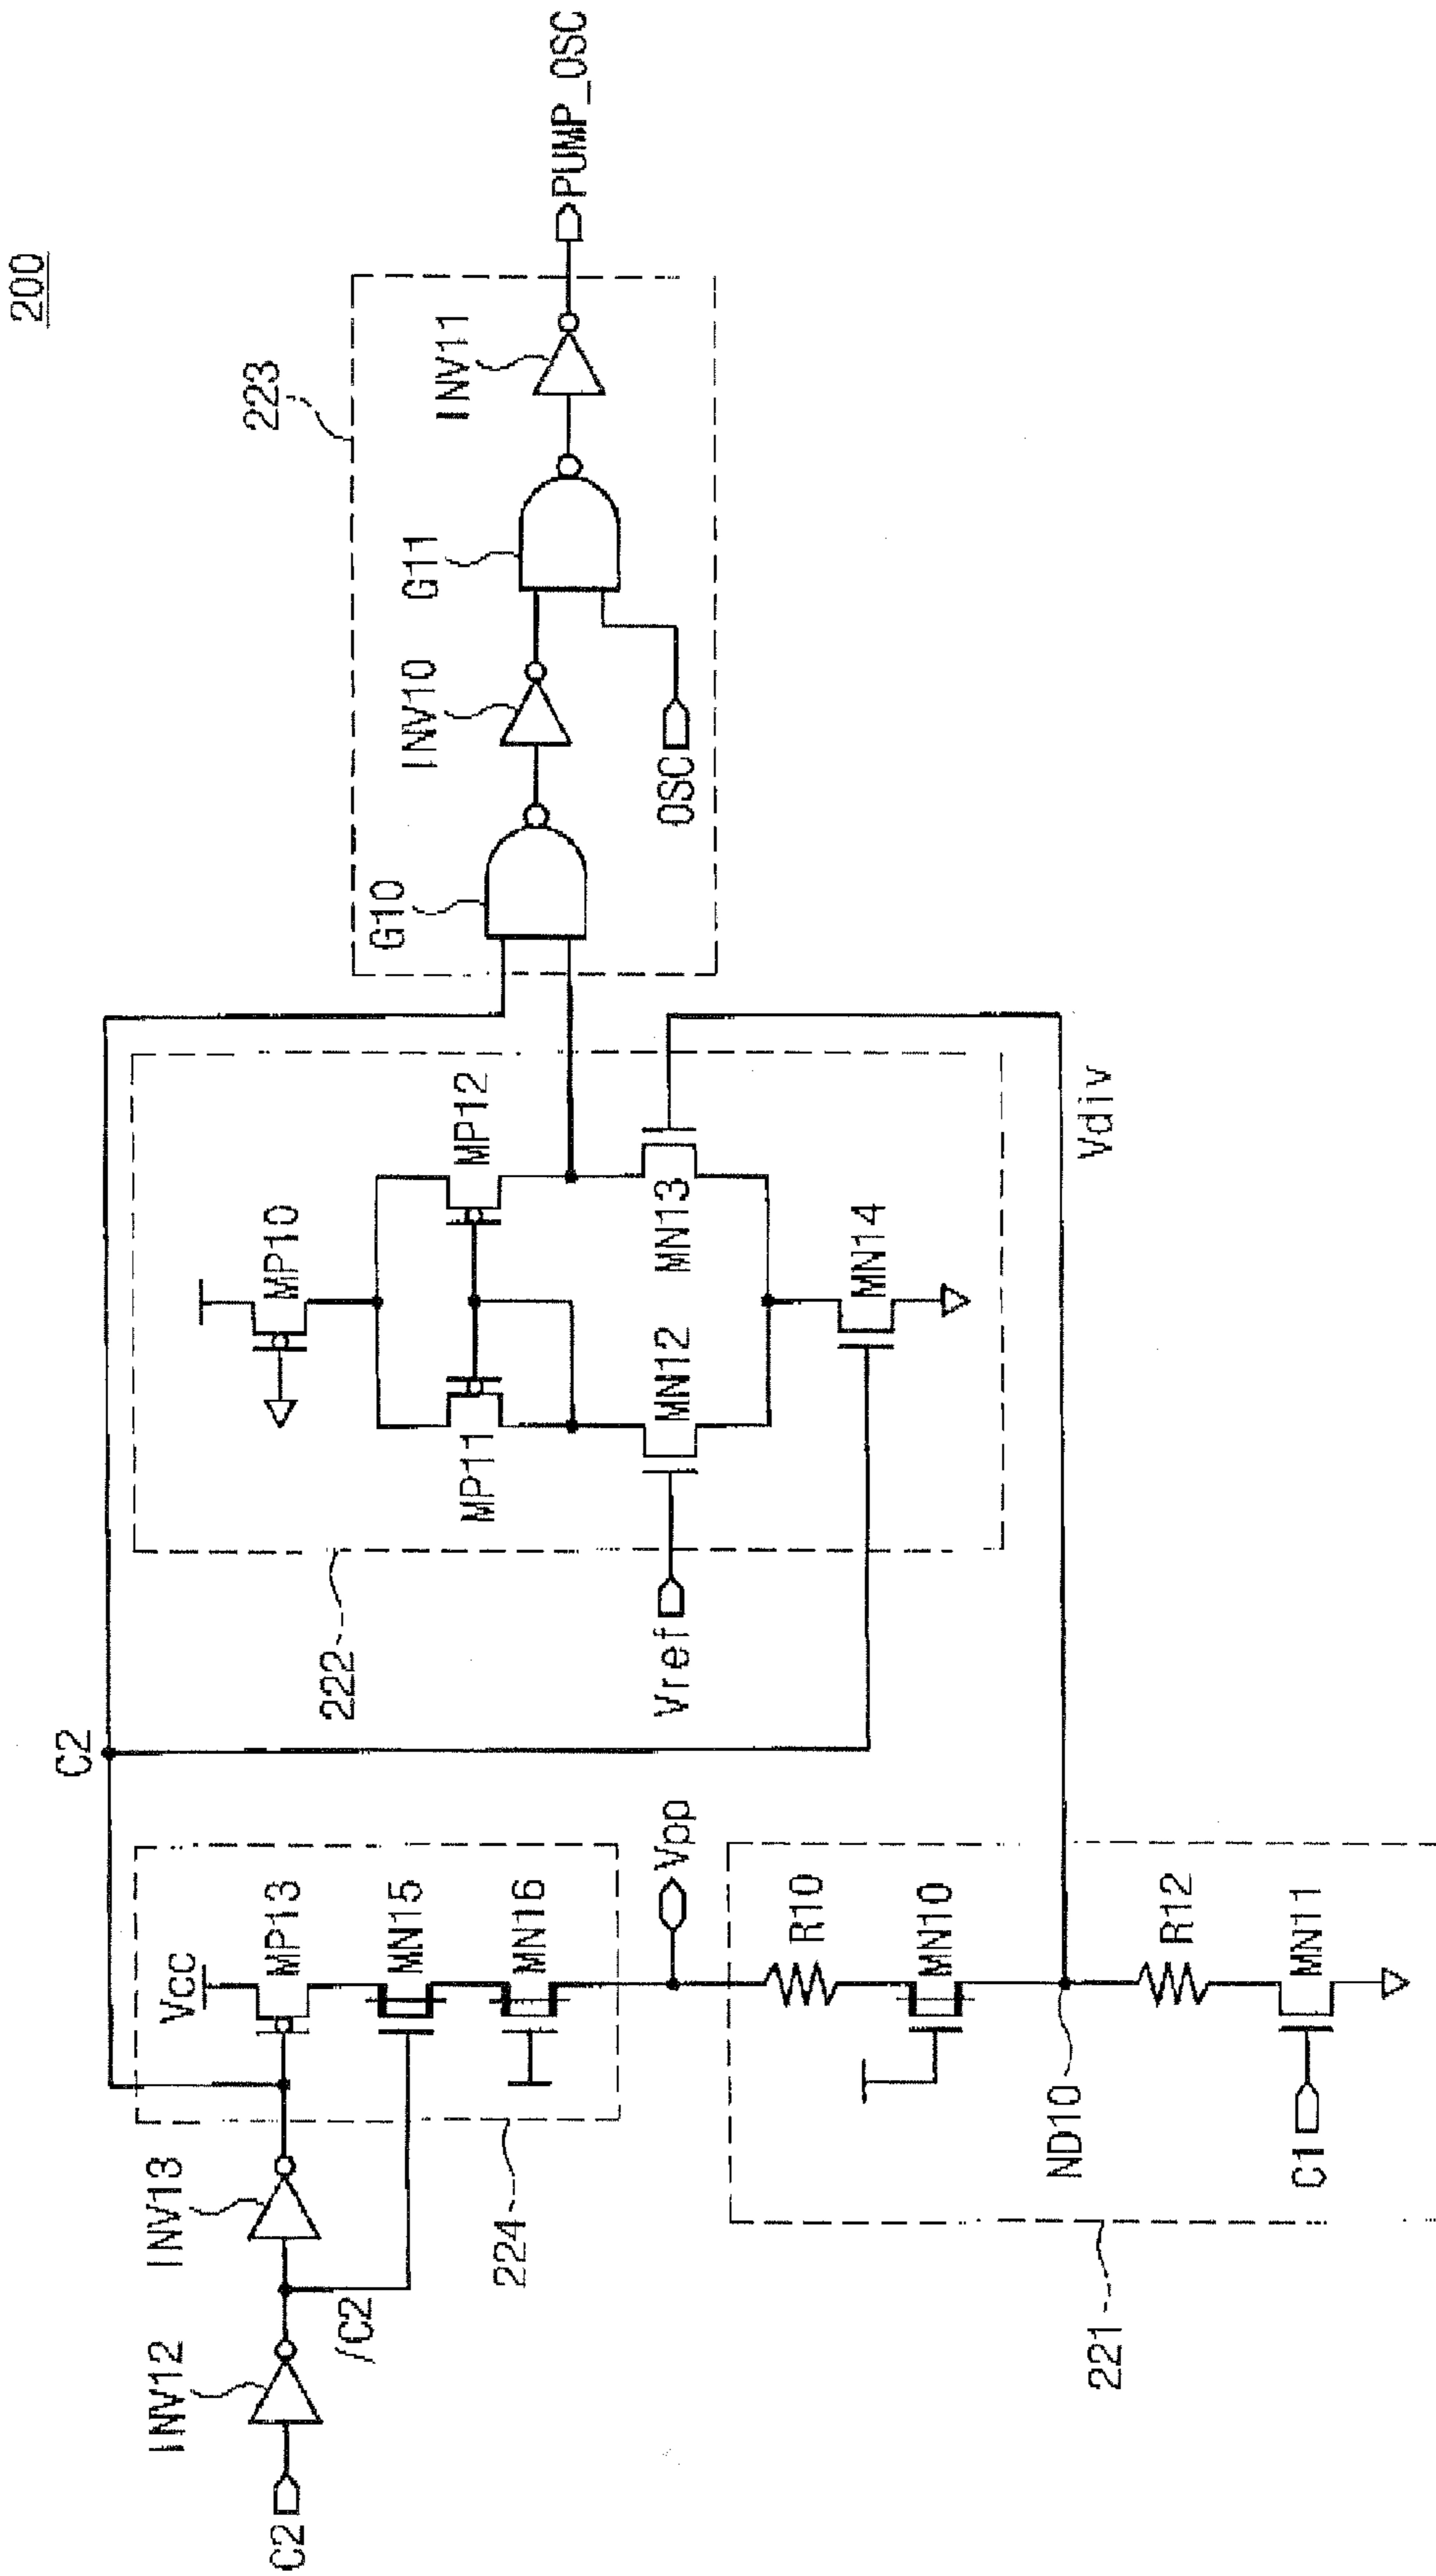 200
223
INV11
PUMP_OSC
G11
INV10
G10
OSC
MP10
MP12
MP11
MN13
MN12
MN14
Vdiv
222
Vref
C2
Vcc
MP13
MN15
MN16
Vpp
INV13
INV12
C2
/C2
224
R10
MN10
R12
MN11
ND10
C1
221